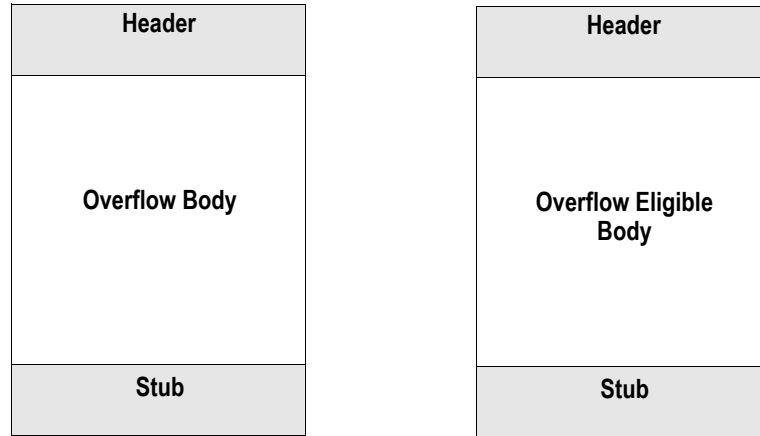 Header
Overflow Body
Stub
Header
Overflow Eligible
Body
Stub